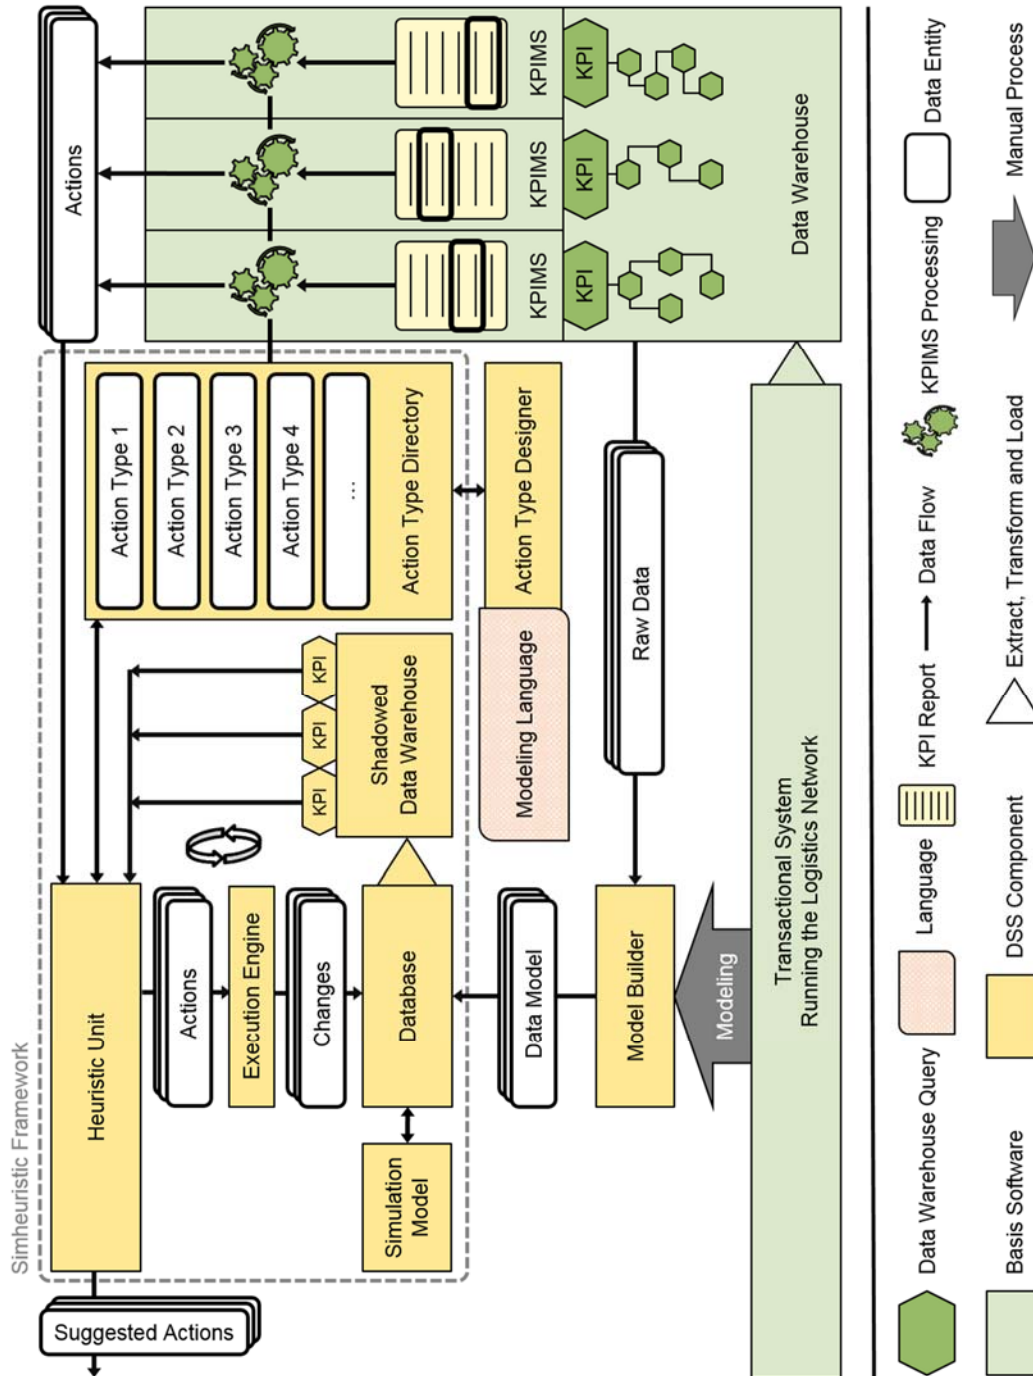 Simheuristic Framework
Suggested Actions
Heuristic Unit
Actions
Execution Engine
Changes
Database
Simulation
Model
KPI
KPI
KPI
Shadowed
Data Warehouse
Action Type 1
Action Type 2
Action Type 3
Action Type 4
...
Action Type Directory
Action Type Designer
Modeling Language
Actions
KPIMS
KPIMS
KPIMS
KPI
KPI
KPI
Data Warehouse
Raw Data
Data Model
Model Builder
Modeling
Transactional System
Running the Logistics Network
Data Warehouse Query
Language
KPI Report
Data Flow
KPIMS Processing
Data Entity
Basis Software
DSS Component
Extract, Transform and Load
Manual Process